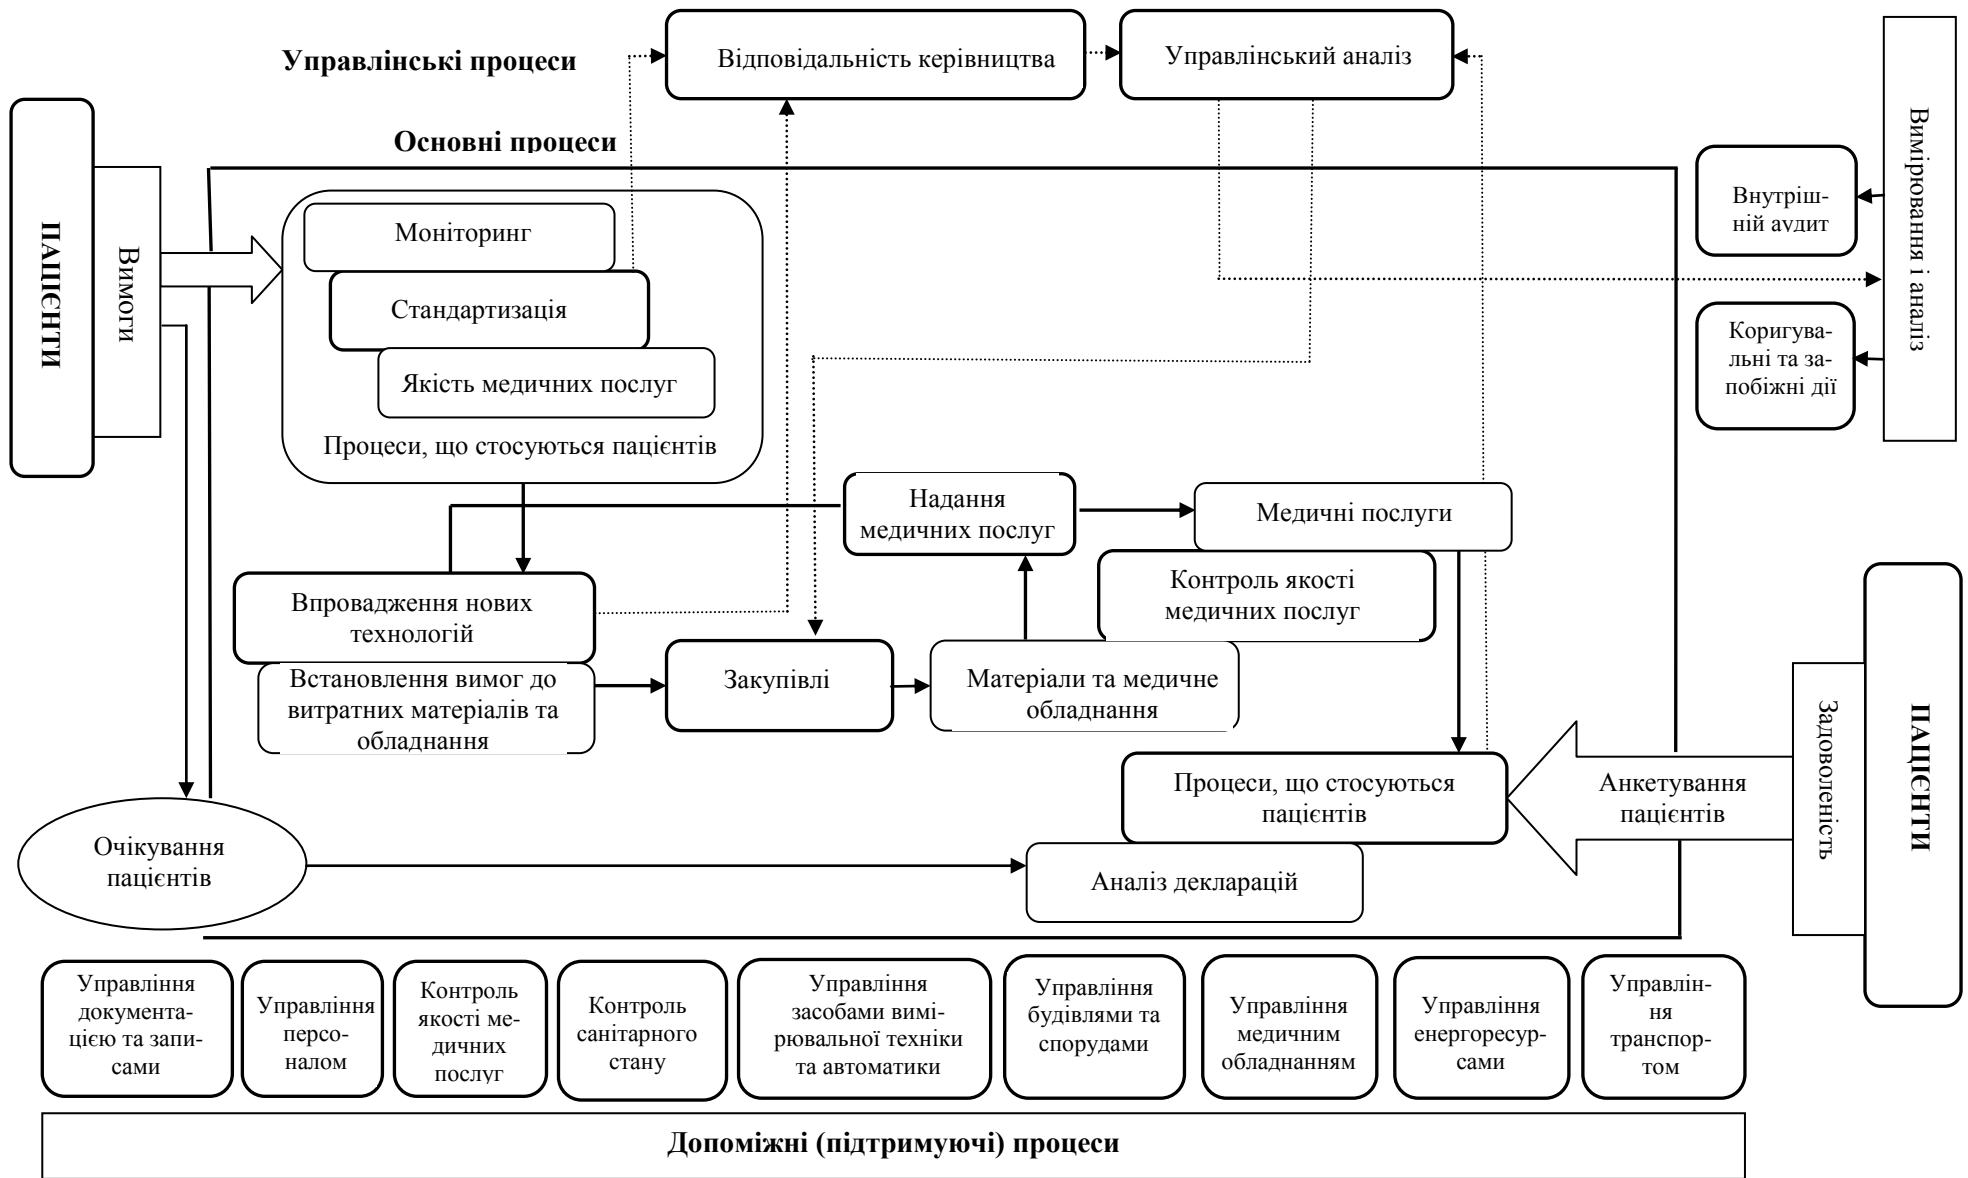 Управлінські процеси
Відповідальність керівництва
Управлінський аналіз
Основні процеси
ПАЦІЄНТИ
Вимоги
Моніторинг
Стандартизація
Якість медичних послуг
Процеси, що стосуються пацієнтів
Внутріш-
ній аудит
Коригува-
льні та за-
побіжні дії
Вимірювання і аналіз
Надання
медичних послуг
Медичні послуги
Контроль якості
медичних послуг
Впровадження нових
технологій
Встановлення вимог до
витратних матеріалів та
обладнання
Закупівлі
Матеріали та медичне
обладнання
Процеси, що стосуються
пацієнтів
Аналіз декларацій
Анкетування
пацієнтів
Задоволеність
ПАЦІЄНТИ
Очікування
пацієнтів
Управління
документа-
цією та запи-
сами
Управління
персо-
налом
Контроль
якості ме-
дичних
послуг
Контроль
санітарного
стану
Управління
засобами вимі-
рювальної техніки
та автоматики
Управління
будівлями та
спорудами
Управління
медичним
обладнанням
Управління
енергоресур-
сами
Управлін-
ня
транспор-
том
Допоміжні (підтримуючі) процеси